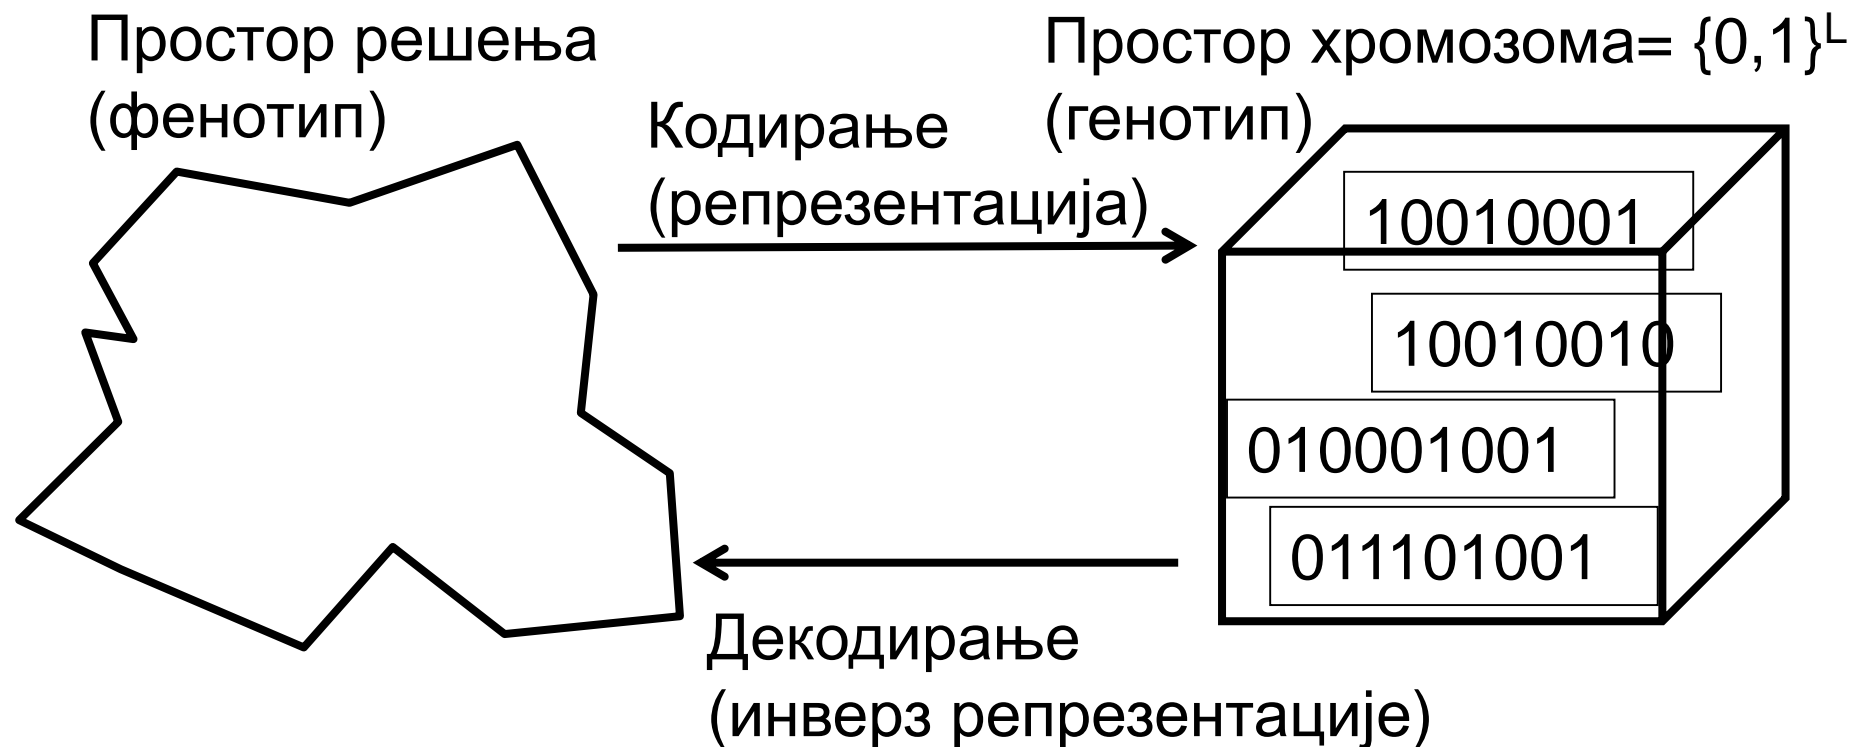 Простор решења
(фенотип)
Кодирање
(репрезентација)
Простор хромозома= {0,1}ᴸ
(генотип)
10010001
10010010
010001001
011101001
Декодирање
(инверз репрезентације)